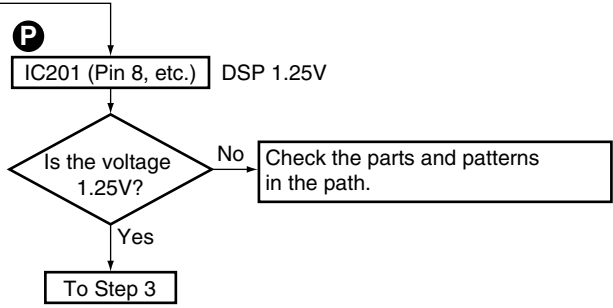 P
IC201 (Pin 8, etc.) DSP 1.25V
Is the voltage
1.25V?
No
Check the parts and patterns
in the path.
Yes
To Step 3